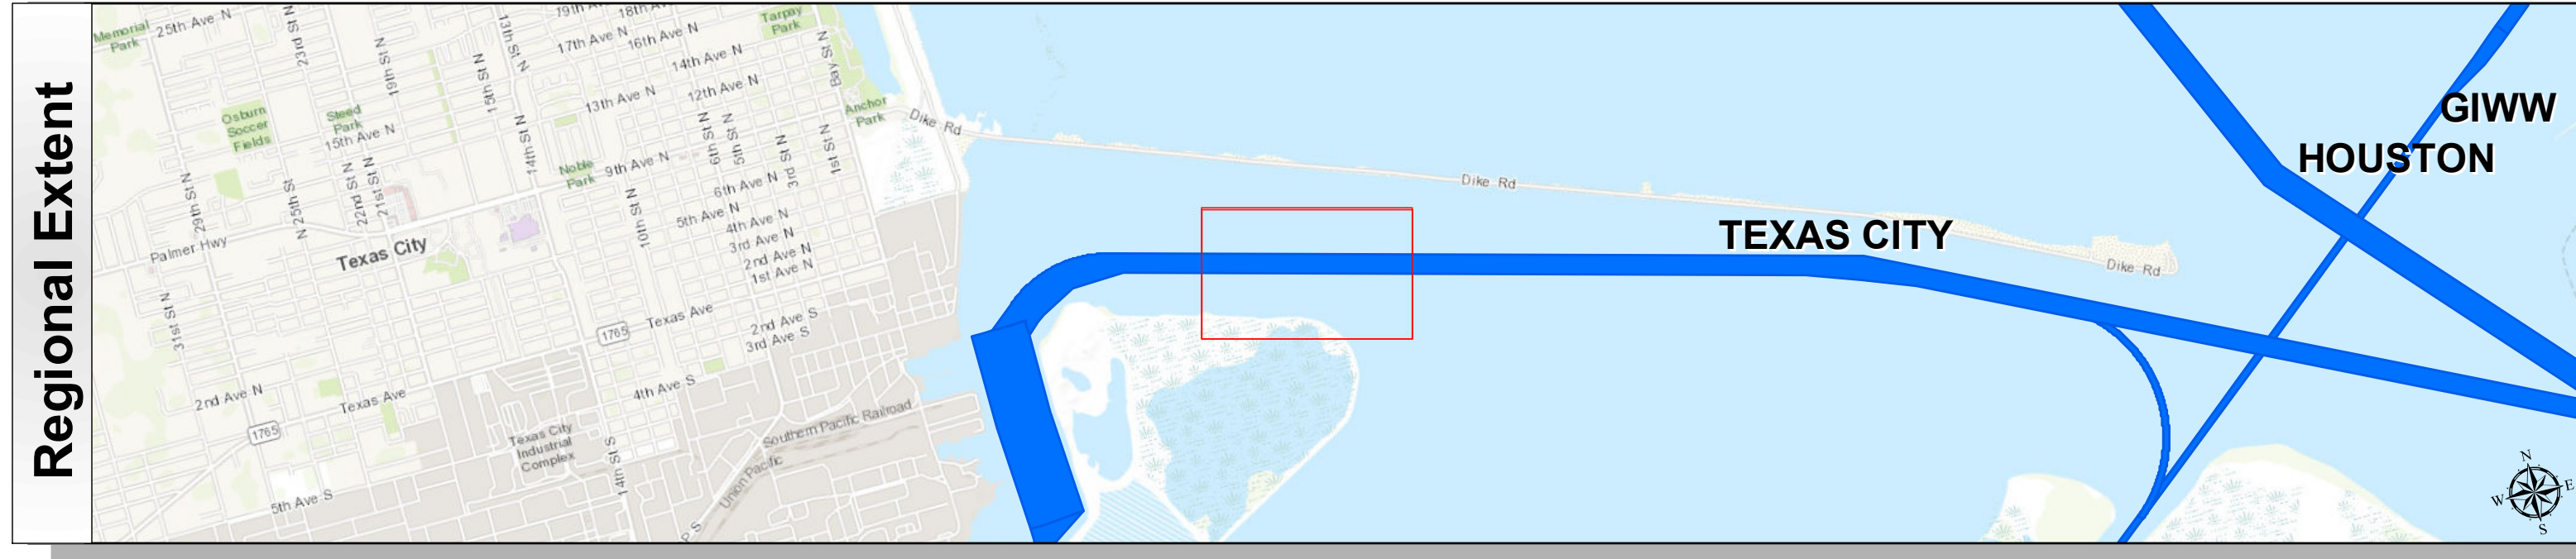 Regional Extent
Memorial
Park
25th Ave N
23rd St N
19th St N
15th St N
13th St N
19th Av
18th Av
17th Ave N
16th Ave N
Tarpay
Park
14th Ave N
Bay St N
12th Ave N
13th Ave N
Anchor
Park
Dike Rd
Osburn
Soccer
Fields
Steed
Park
15th Ave N
14th St N
Noble
Park
9th Ave N
6th St N
5th St N
3rd St N
1st St N
29th St N
N 25th St
22nd St N
21st St N
10th St N
6th Ave N
5th Ave N
4th Ave N
3rd Ave N
2nd Ave N
1st Ave N
Palmer Hwy
Texas City
31st St N
1765
Texas Ave
2nd Ave S
3rd Ave S
2nd Ave N
Texas Ave
4th Ave S
1765
Texas City
Industrial
Complex
14th St S
Southern Pacific Railroad
Union Pacific
5th Ave S
P S
Dike Rd
TEXAS CITY
Dike Rd
GIWW
HOUSTON
N
W
E
S